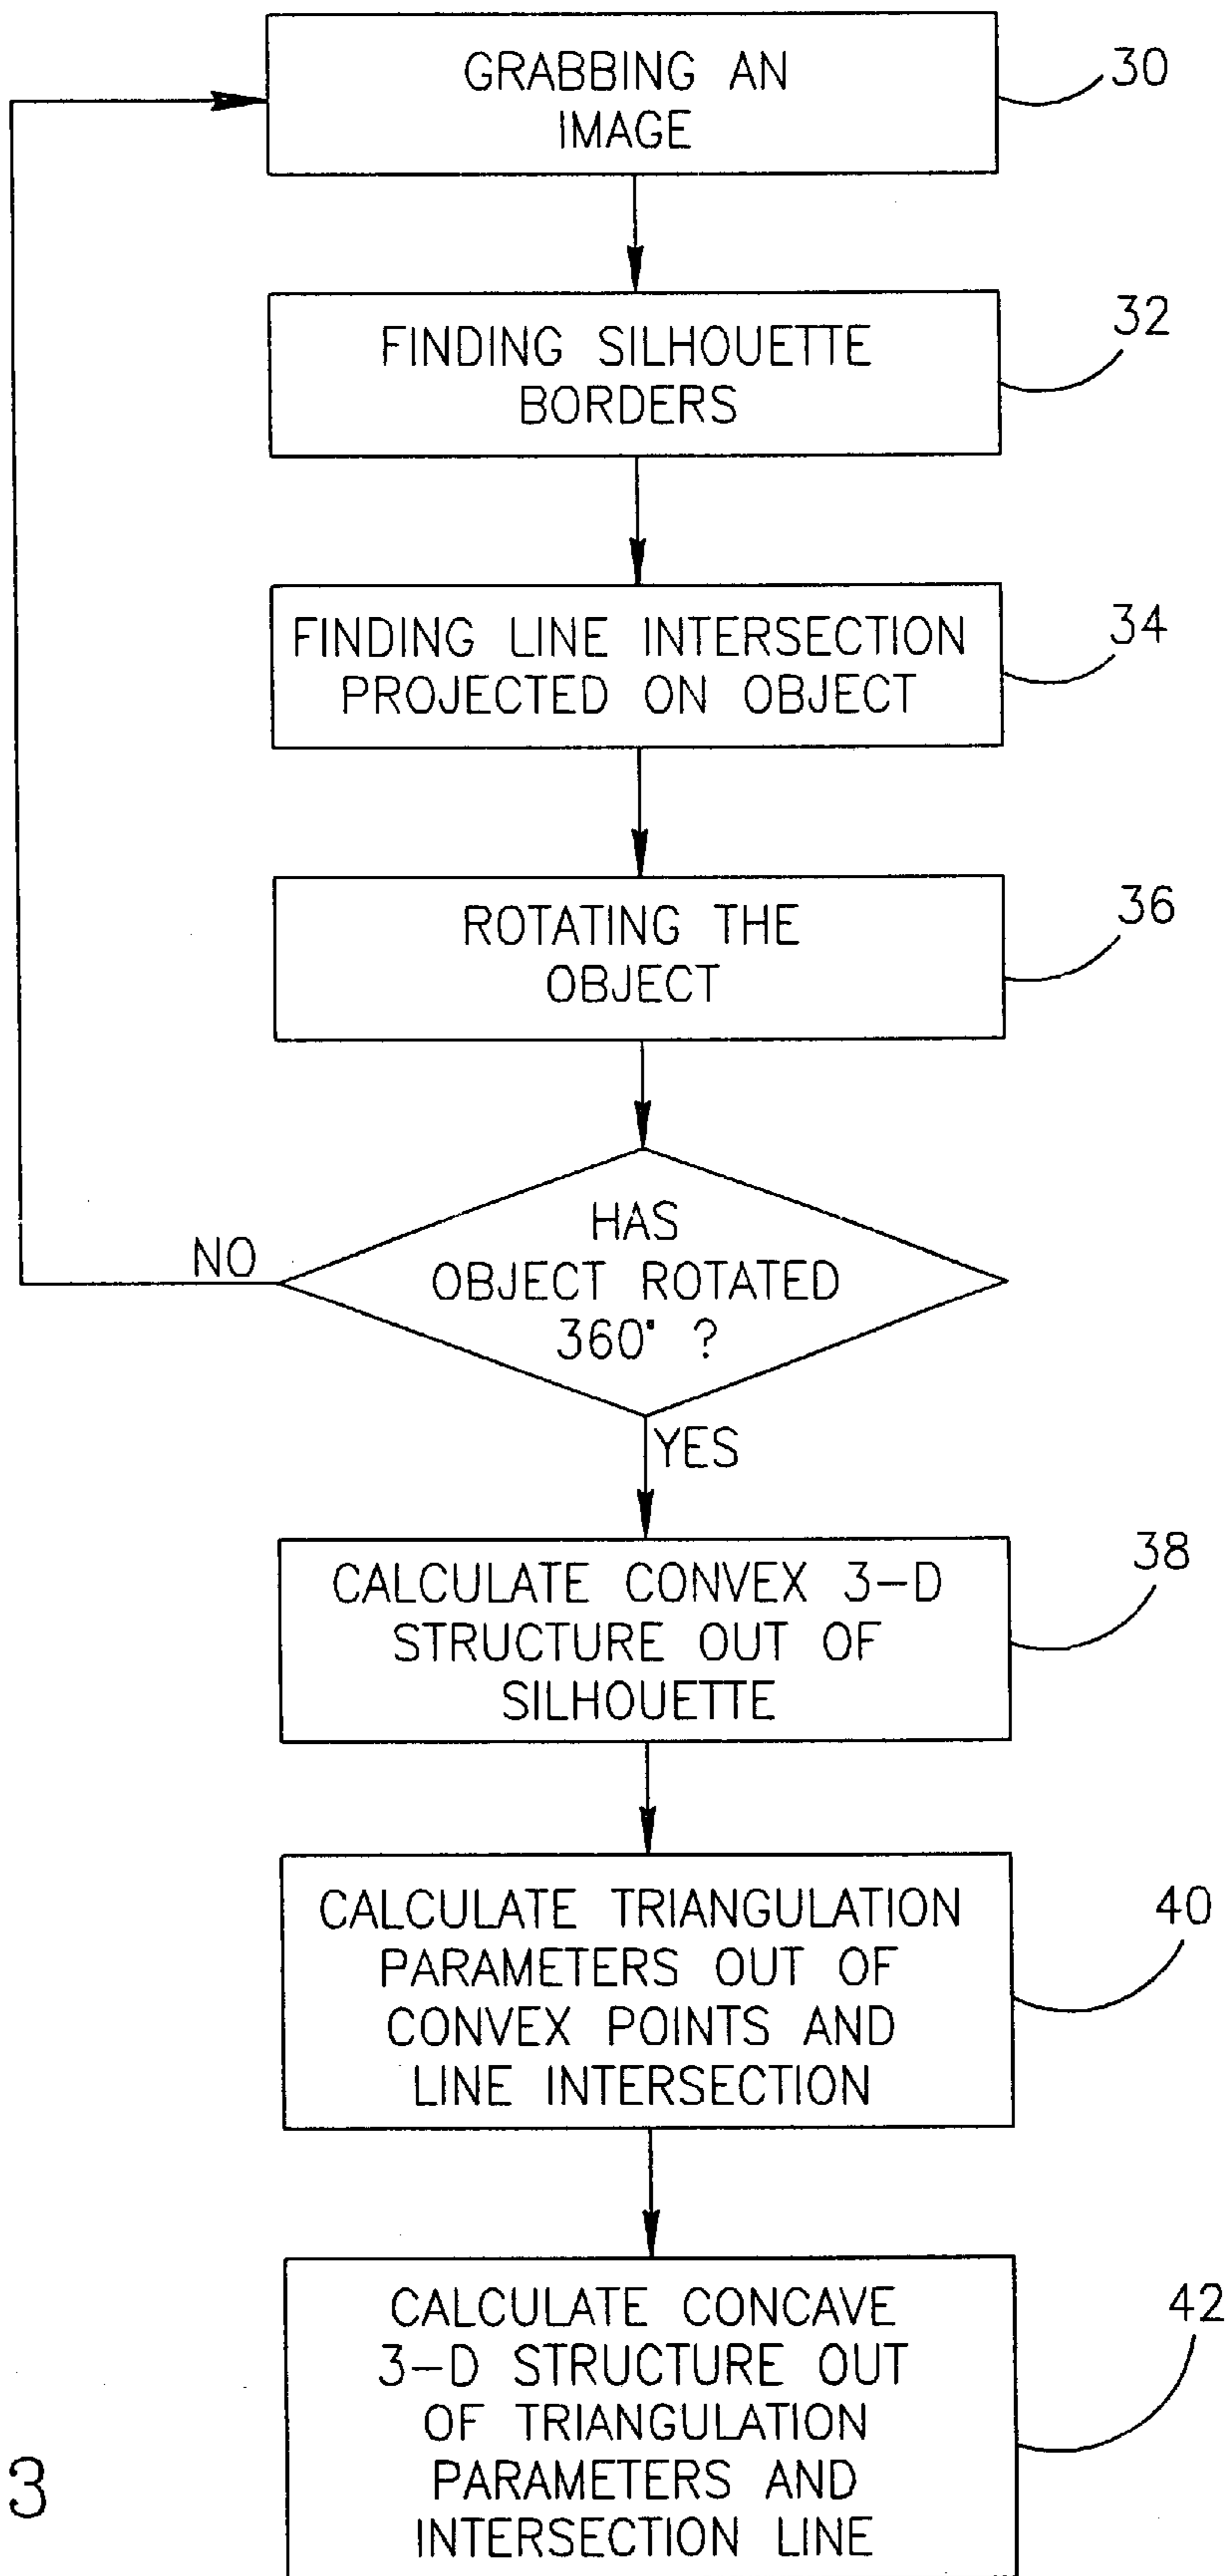 GRABBING AN
IMAGE
30
FINDING SILHOUETTE
BORDERS
32
FINDING LINE INTERSECTION
PROJECTED ON OBJECT
34
ROTATING THE
OBJECT
36
HAS
OBJECT ROTATED
360° ?
NO
YES
CALCULATE CONVEX 3-D
STRUCTURE OUT OF
SILHOUETTE
38
CALCULATE TRIANGULATION
PARAMETERS OUT OF
CONVEX POINTS AND
LINE INTERSECTION
40
CALCULATE CONCAVE
3-D STRUCTURE OUT
OF TRIANGULATION
PARAMETERS AND
INTERSECTION LINE
42
3